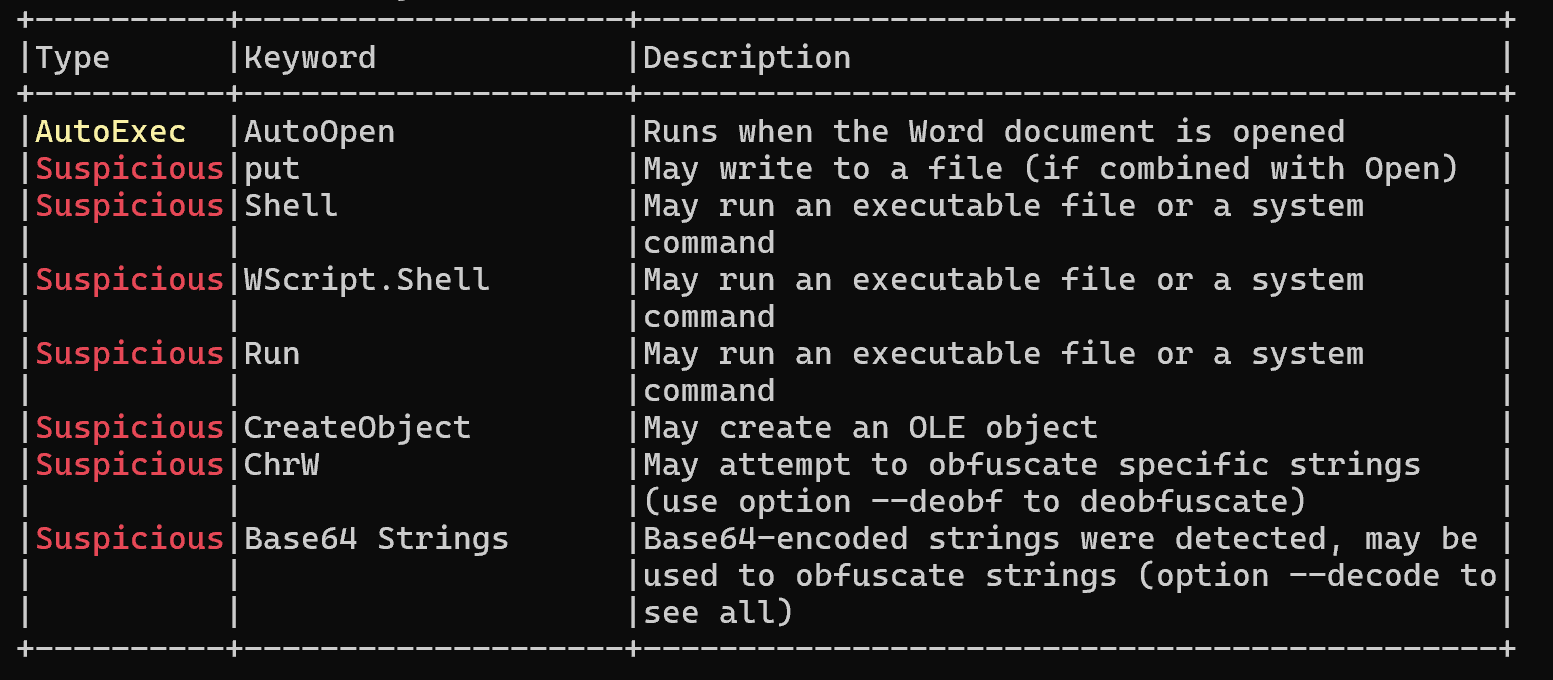 +----------+--------------------+---------------------------------------------+
|Type      |Keyword             |Description                                  |
+----------+--------------------+---------------------------------------------+
|AutoExec  |AutoOpen            |Runs when the Word document is opened        |
|Suspicious|put                 |May write to a file (if combined with Open)  |
|Suspicious|Shell               |May run an executable file or a system       |
|          |                    |command                                      |
|Suspicious|WScript.Shell       |May run an executable file or a system       |
|          |                    |command                                      |
|Suspicious|Run                 |May run an executable file or a system       |
|          |                    |command                                      |
|Suspicious|CreateObject        |May create an OLE object                     |
|Suspicious|ChrW                |May attempt to obfuscate specific strings    |
|          |                    |(use option --deobf to deobfuscate)          |
|Suspicious|Base64 Strings      |Base64-encoded strings were detected, may be |
|          |                    |used to obfuscate strings (option --decode to|
|          |                    |see all)                                     |
+----------+--------------------+---------------------------------------------+